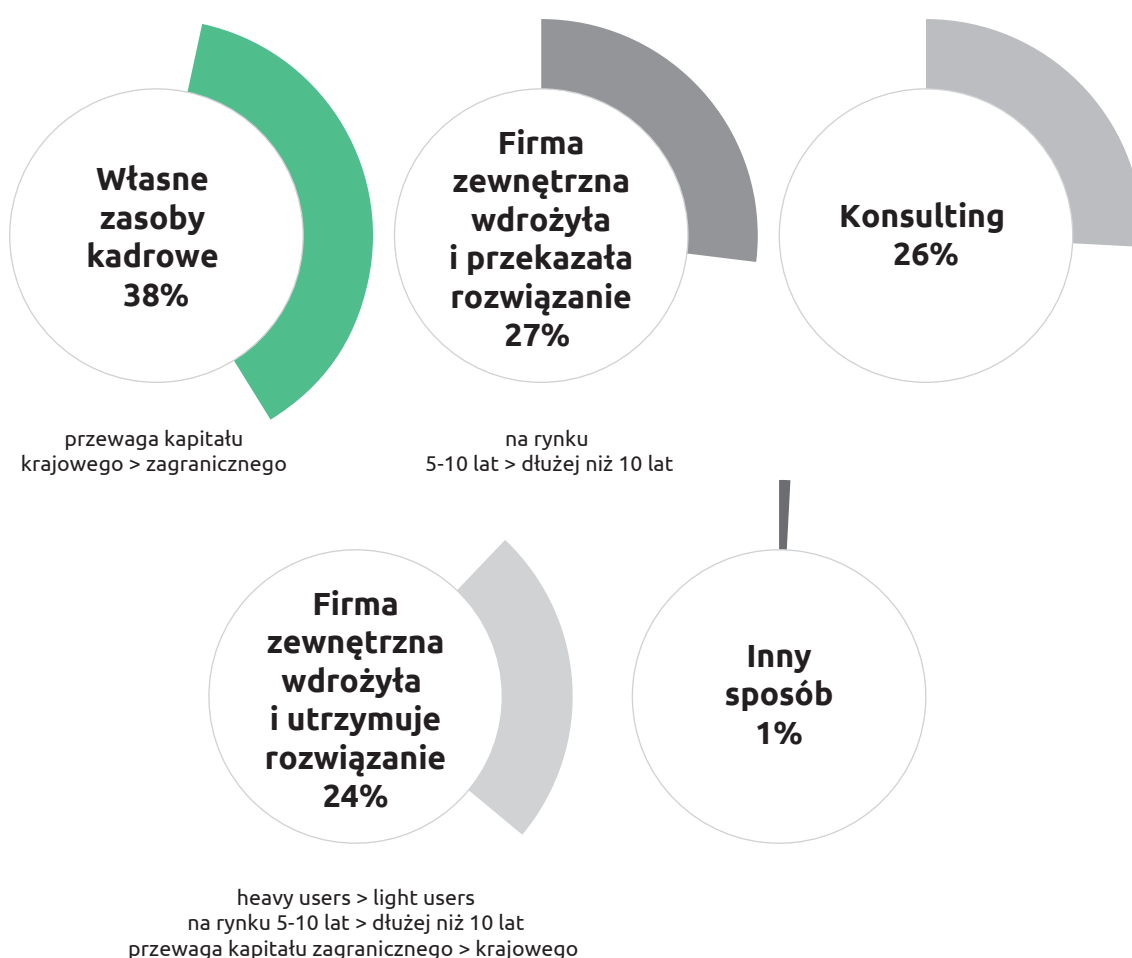 Własne
zasoby
kadrowe
38%
Firma
zewnętrzna
wdrożyła
i przekazała
rozwiązanie
27%
Konsulting
26%
przewaga kapitału
krajowego > zagranicznego
na rynku
5-10 lat > dłużej niż 10 lat
Firma
zewnętrzna
wdrożyła
i utrzymuje
rozwiązanie
24%
Inny
sposób
1%
heavy users > light users
na rynku 5-10 lat > dłużej niż 10 lat
przewaga kapitału zagranicznego > krajowego